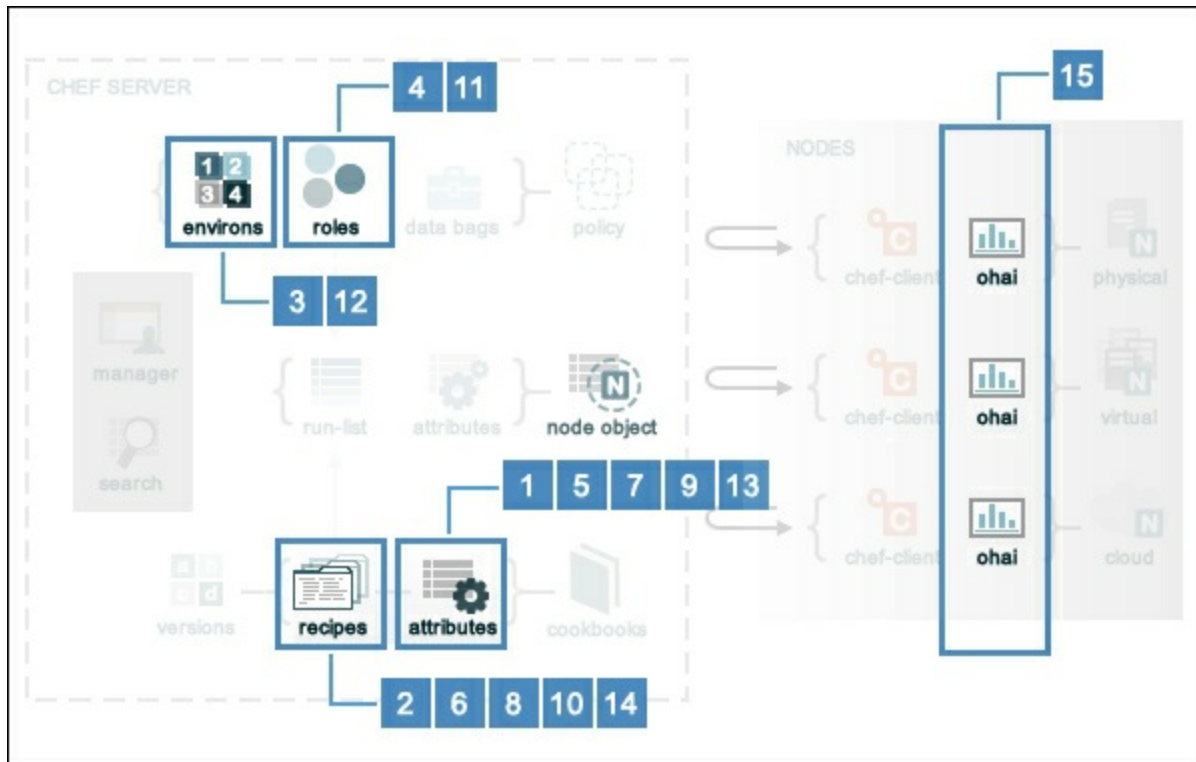 CHEF SERVER
4 11
15
NODES
1 2
3 4
environs roles data bags policy
3 12
N
C C C
chef-client ohai physical
manager
run-list attributes node object
N
N
chef-client ohai virtual
search
1 5 7 9 13
a b
c d
versions recipes attributes cookbooks
N
chef-client ohai cloud
2 6 8 10 14